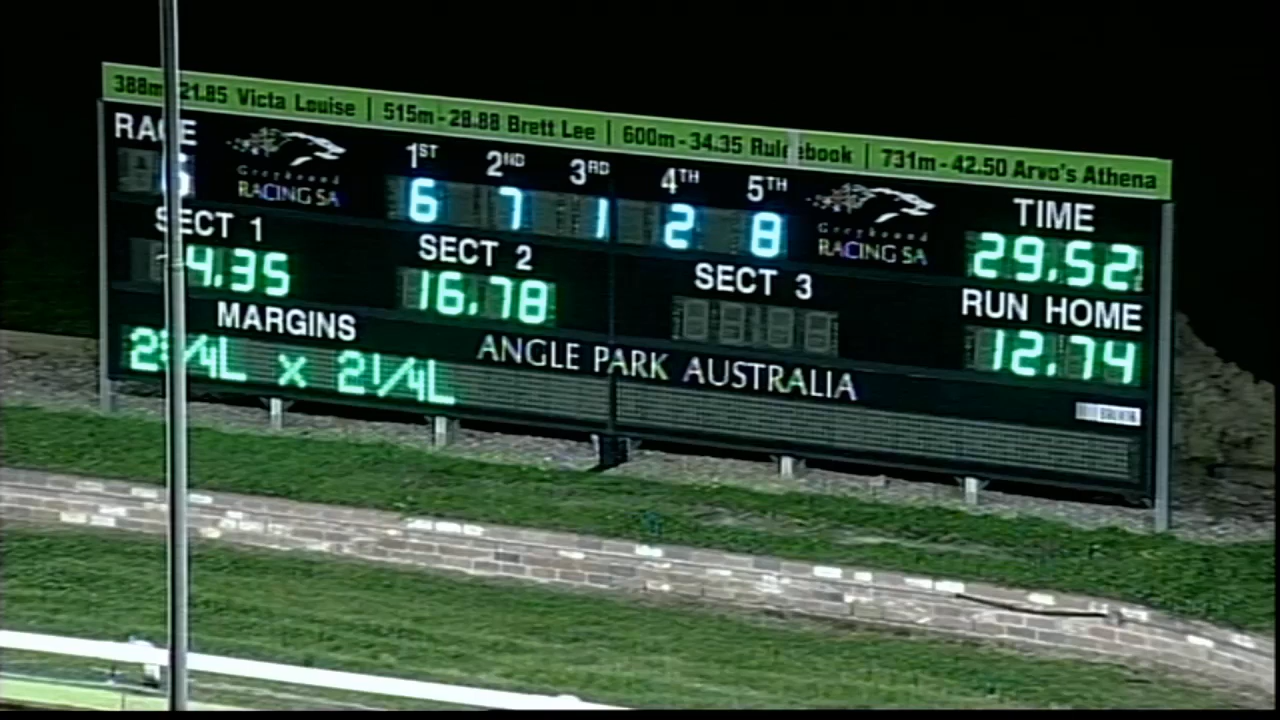 388m-21.85 Victa Louise | 515m-28.88 Brett Lee | 600m-34.35 Rulebook | 731m-42.50 Arvo's Athena
RACE 1ST 2ND 3RD 4TH 5TH TIME
Greyhound RACING SA 6 7 1 2 8 Greyhound RACING SA 29.52
SECT 1 SECT 2 SECT 3 RUN HOME
4.35 16.78 12.74
MARGINS ANGLE PARK AUSTRALIA
x 2 1/4L